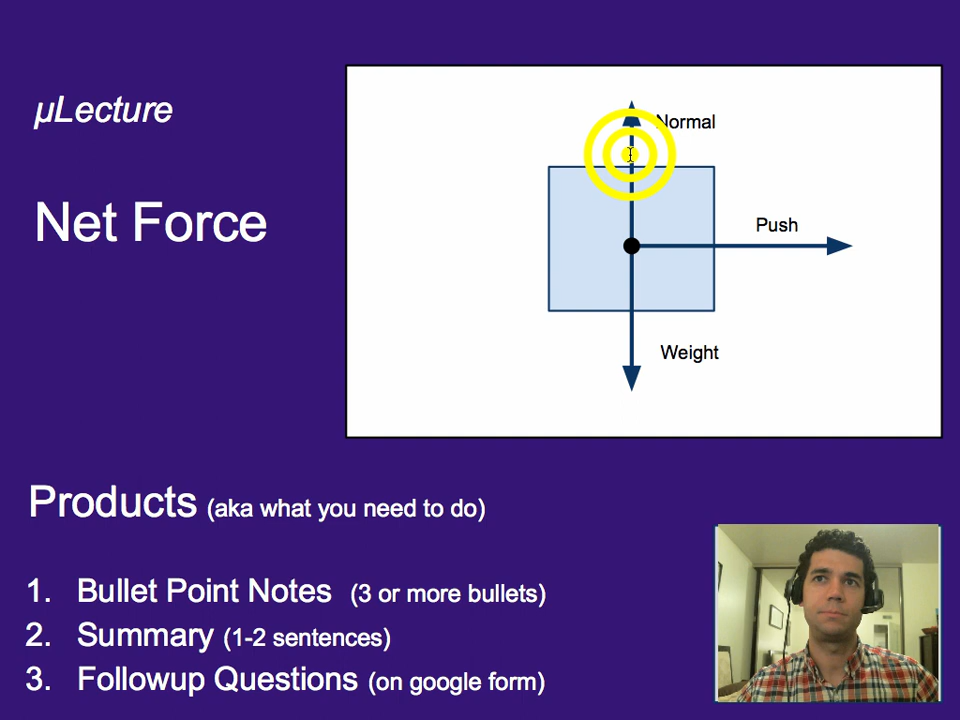 µLecture
Net Force
Normal
Push
Weight
Products (aka what you need to do)
1. Bullet Point Notes (3 or more bullets)
2. Summary (1-2 sentences)
3. Followup Questions (on google form)